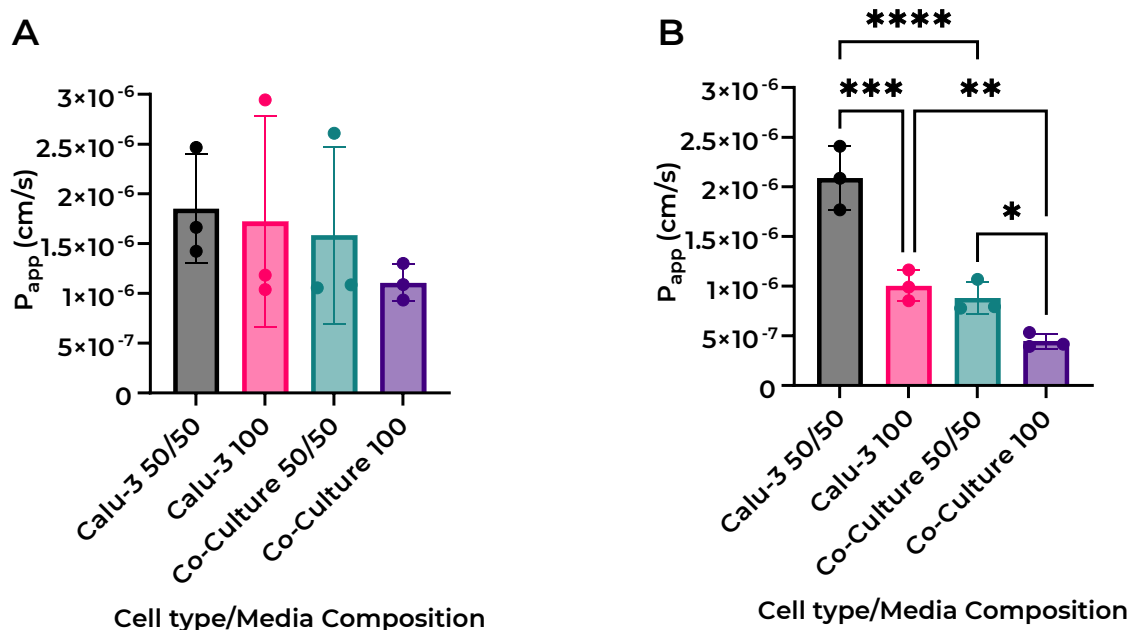 A
P_app (cm/s)
3×10⁻⁶
2.5×10⁻⁶
2×10⁻⁶
1.5×10⁻⁶
1×10⁻⁶
5×10⁻⁷
0
Calu-3 50/50
Calu-3 100
Co-Culture 50/50
Co-Culture 100
Cell type/Media Composition
B
****
***
**
*
P_app (cm/s)
3×10⁻⁶
2.5×10⁻⁶
2×10⁻⁶
1.5×10⁻⁶
1×10⁻⁶
5×10⁻⁷
0
Calu-3 50/50
Calu-3 100
Co-Culture 50/50
Co-Culture 100
Cell type/Media Composition